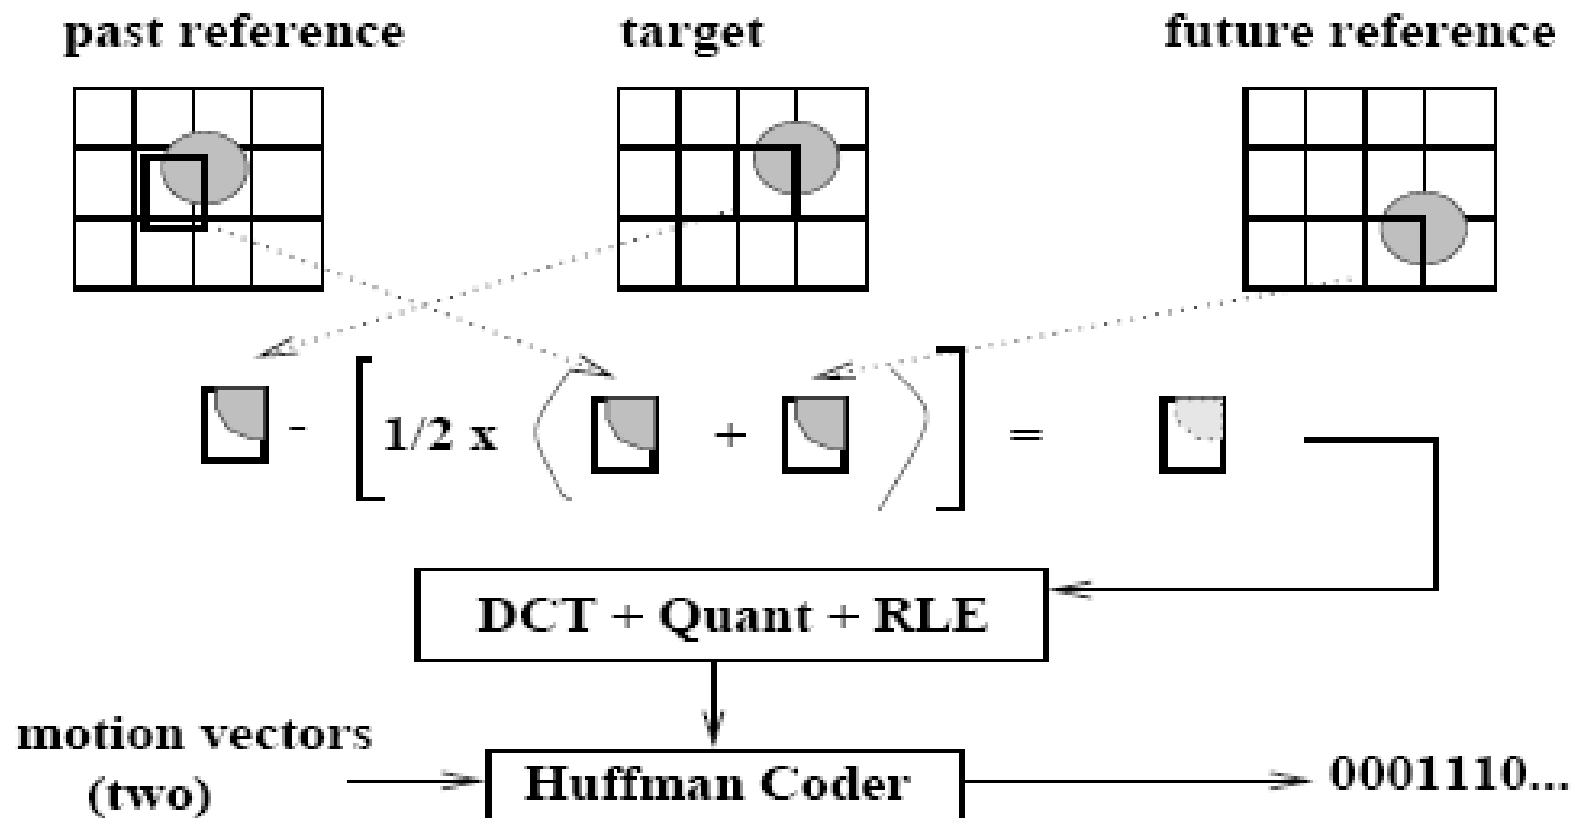 past reference
target
future reference
- [ 1/2 x ⟨ + ⟩ ] =
DCT + Quant + RLE
motion vectors
(two)
Huffman Coder
0001110...